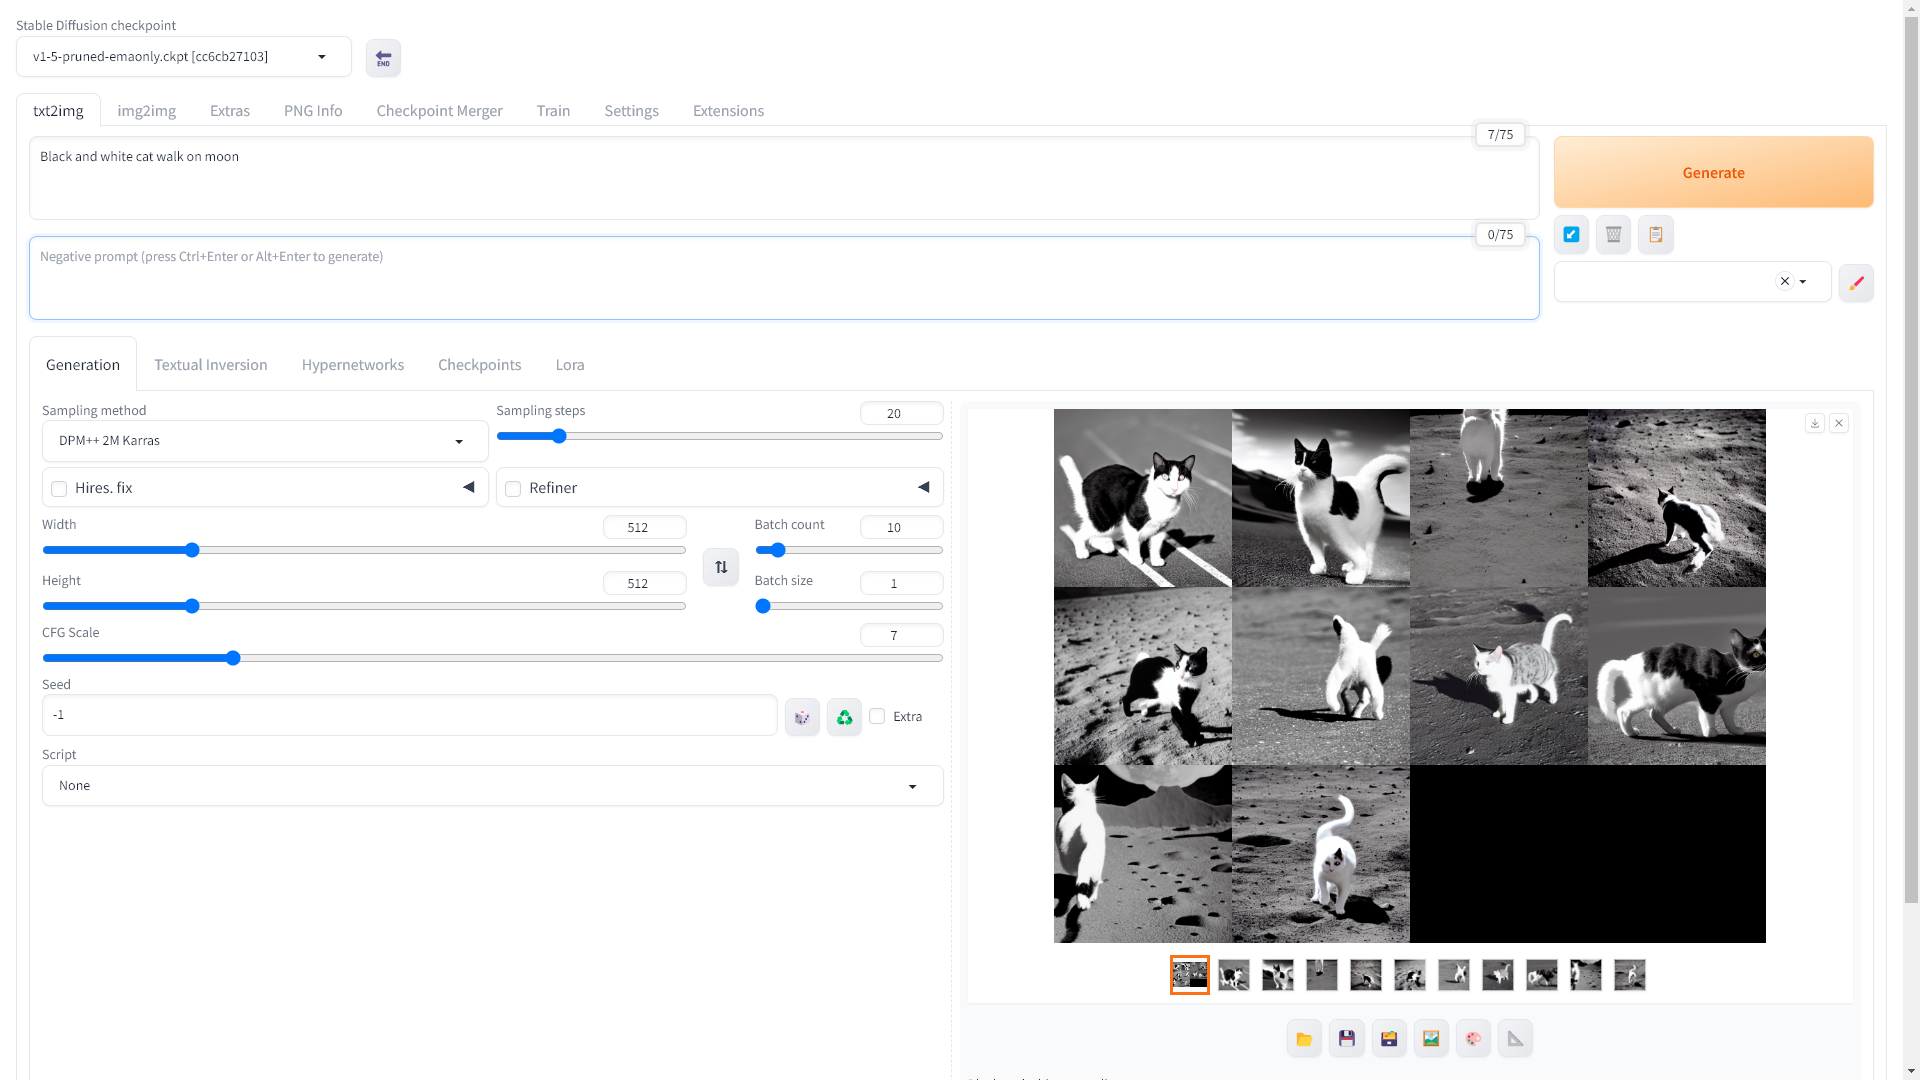 Stable Diffusion checkpoint
v1-5-pruned-emaonly.ckpt [cc6cb27103]
END
txt2img
img2img
Extras
PNG Info
Checkpoint Merger
Train
Settings
Extensions
7/75
Black and white cat walk on moon
Generate
0/75
Negative prompt (press Ctrl+Enter or Alt+Enter to generate)
Generation
Textual Inversion
Hypernetworks
Checkpoints
Lora
Sampling method
DPM++ 2M Karras
Sampling steps
20
Hires. fix
Refiner
Width
512
Batch count
10
Height
512
Batch size
1
CFG Scale
7
Seed
-1
Extra
Script
None